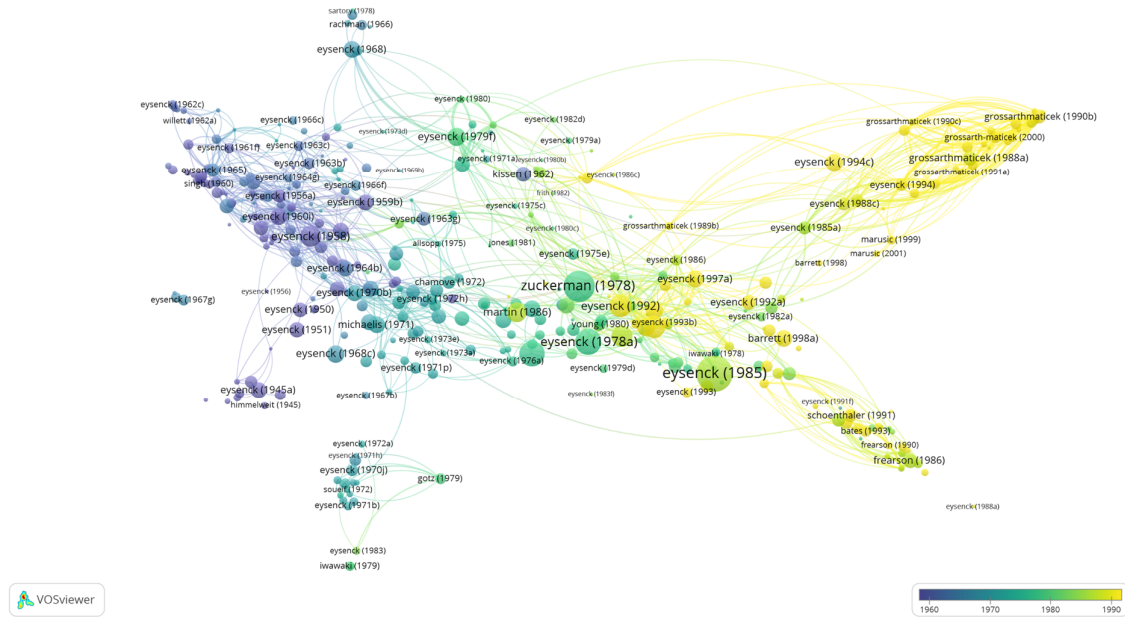 sartory (1978)
rachman (1966)
eysenck (1968)
eysenck (1980)
eysenck (1962c)
willett (1962a)
eysenck (1966c)
eysenck (1973d)
eysenck (1979f)
eysenck (1982d)
eysenck (1979a)
grossarthmaticek (1990c)
grossarthmaticek (1990b)
grossarth-maticek (2000)
eysenck (1961f)
eysenck (1963c)
eysenck (1963b)
eysenck (1971a)
eysenck (1980b)
eysenck (1994c)
grossarthmaticek (1988a)
grossarthmaticek (1991a)
eysenck (1965)
singh (1960)
eysenck (1964g)
eysenck (1966f)
eysenck (1969b)
kissen (1962)
eysenck (1986c)
eysenck (1994)
eysenck (1956a)
eysenck (1959b)
frith (1982)
eysenck (1988c)
eysenck (1960i)
eysenck (1963g)
eysenck (1975c)
eysenck (1980c)
grossarthmaticek (1989b)
eysenck (1985a)
eysenck (1958)
allsopp (1975)
jones (1981)
marusic (1999)
marusic (2001)
eysenck (1975e)
eysenck (1986)
barrett (1998)
eysenck (1964b)
chamove (1972)
zuckerman (1978)
eysenck (1997a)
eysenck (1956)
eysenck (1970b)
eysenck (1972h)
eysenck (1967g)
eysenck (1950)
martin (1986)
eysenck (1992)
eysenck (1992a)
eysenck (1982a)
eysenck (1951)
michaelis (1971)
young (1980)
eysenck (1993b)
eysenck (1973e)
eysenck (1978a)
barrett (1998a)
eysenck (1968c)
eysenck (1973a)
eysenck (1976a)
iwawaki (1978)
eysenck (1971p)
eysenck (1979d)
eysenck (1985)
eysenck (1945a)
himmelweit (1945)
eysenck (1967b)
eysenck (1983f)
eysenck (1993)
eysenck (1991f)
schoenthaler (1991)
bates (1993)
eysenck (1972a)
eysenck (1971h)
frearson (1990)
frearson (1986)
eysenck (1970j)
gotz (1979)
soueif (1972)
eysenck (1971b)
eysenck (1988a)
eysenck (1983)
iwawaki (1979)
VOSviewer
1960 1970 1980 1990